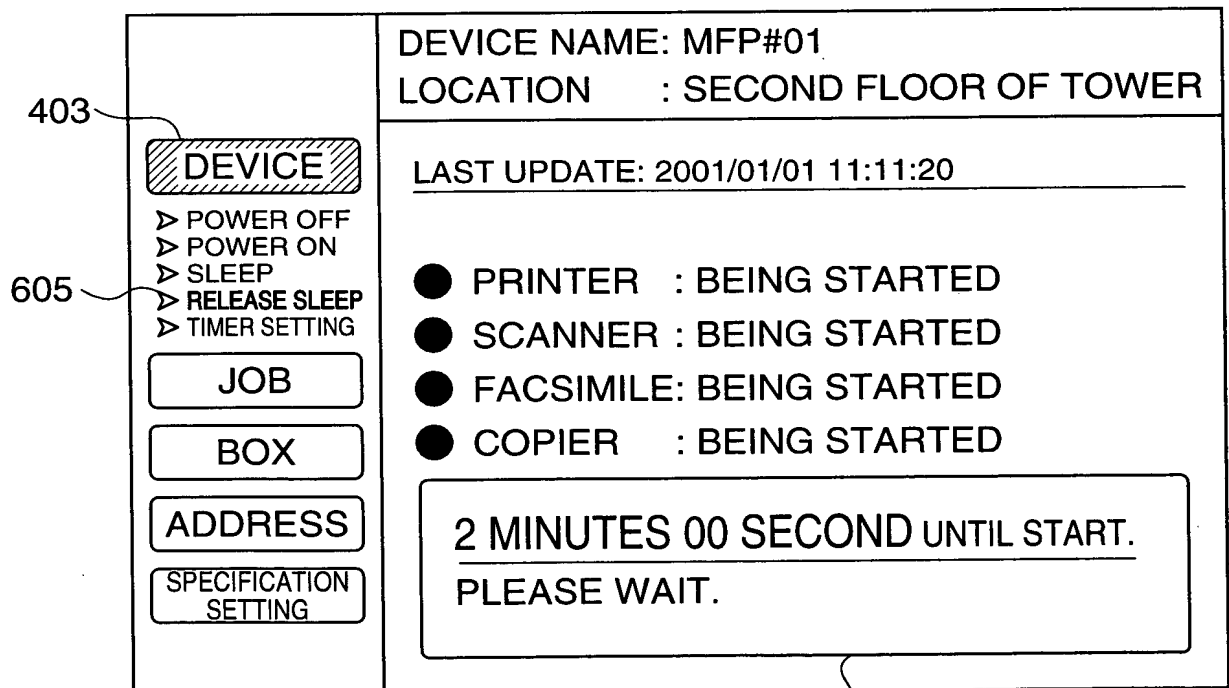 DEVICE NAME: MFP#01
LOCATION : SECOND FLOOR OF TOWER
403
DEVICE
POWER OFF
POWER ON
SLEEP
605
RELEASE SLEEP
TIMER SETTING
JOB
BOX
ADDRESS
SPECIFICATION
SETTING
LAST UPDATE: 2001/01/01 11:11:20
PRINTER : BEING STARTED
SCANNER : BEING STARTED
FACSIMILE: BEING STARTED
COPIER : BEING STARTED
2 MINUTES 00 SECOND UNTIL START.
PLEASE WAIT.